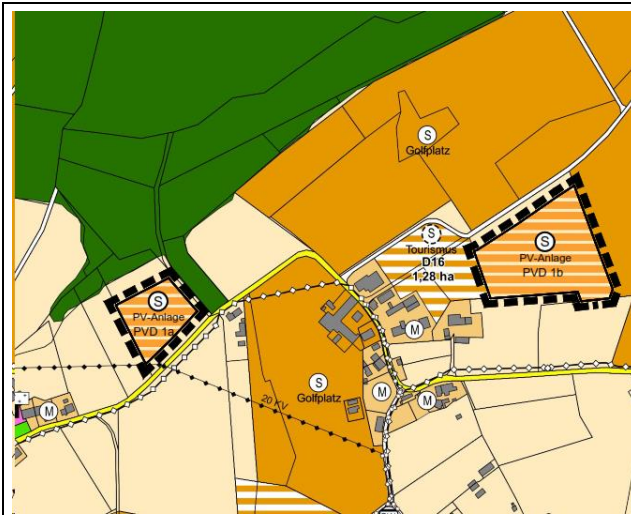 S
Golfplatz
S
Tourismus
D16
1,28 ha
S
PV-Anlage
PVD 1b
S
PV-Anlage
PVD 1a
M
S
Golfplatz
20 KV
M
M
M